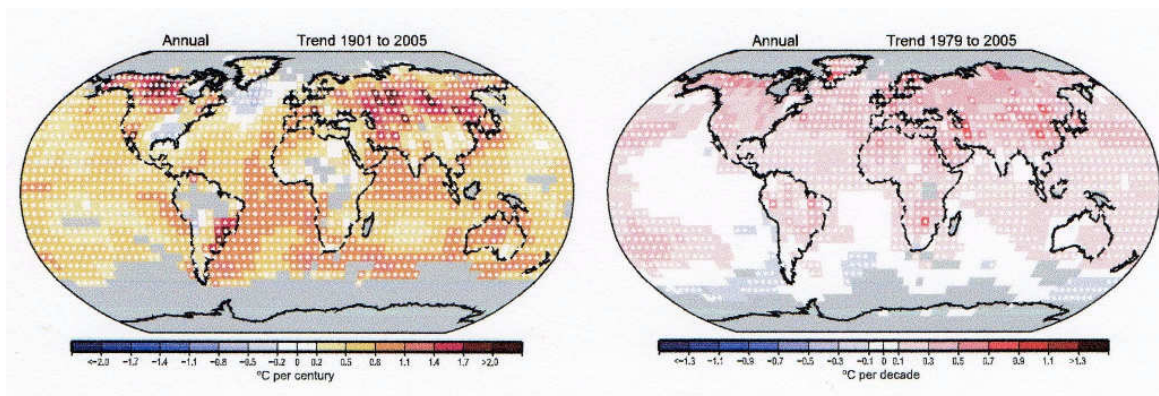 Annual Trend 1901 to 2005
<-2.0 -1.7 -1.4 -1.1 -0.8 -0.5 -0.2 0 0.2 0.5 0.8 1.1 1.4 1.7 >2.0
°C per century
Annual Trend 1979 to 2005
<-1.3 -1.1 -0.9 -0.7 -0.5 -0.3 -0.1 0 0.1 0.3 0.5 0.7 0.9 1.1 >1.3
°C per decade